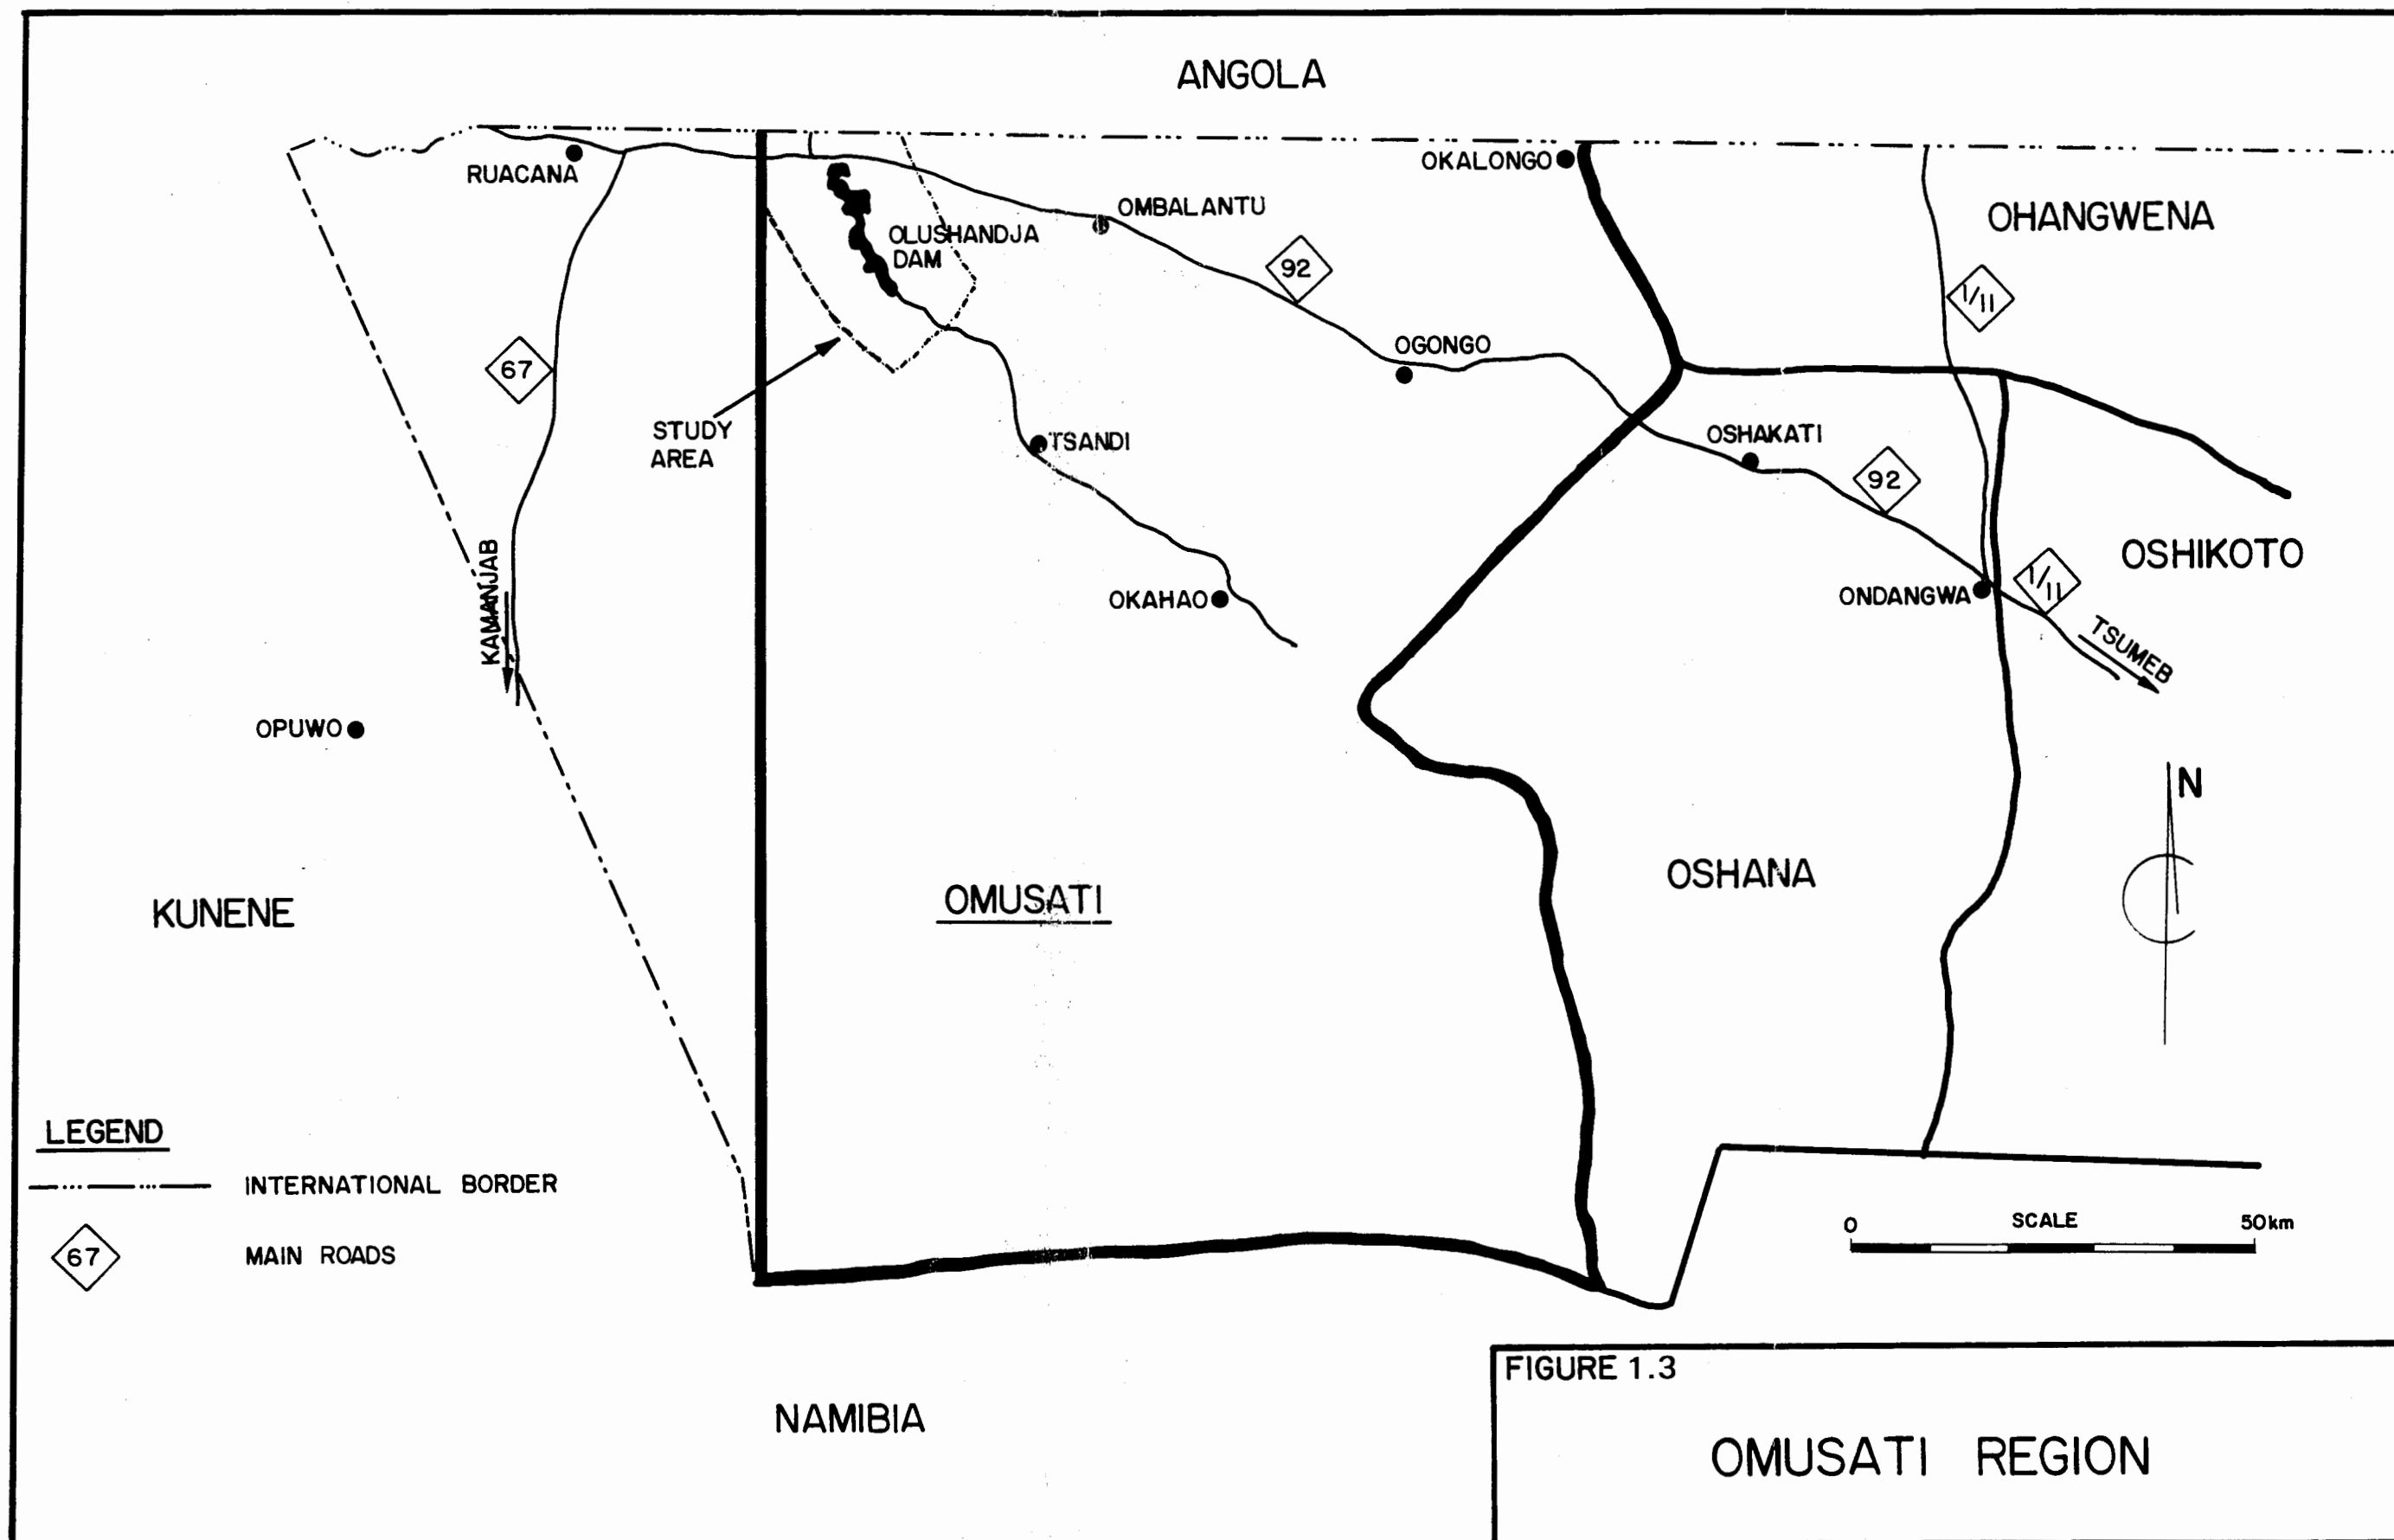 ANGOLA
RUACANA
OKALONGO
OMBALANTU
OHANGWENA
OLUSHANDJA
DAM
92
1/11
OGONGO
67
STUDY
AREA
TSANDI
OSHAKATI
92
KAMANJAB
OKAHAO
ONDANGWA
1/11
OSHIKOTO
TSUMEB
OPUWO
N
KUNENE
OMUSATI
OSHANA
LEGEND
INTERNATIONAL BORDER
67
MAIN ROADS
0
SCALE
50km
NAMIBIA
FIGURE 1.3
OMUSATI REGION